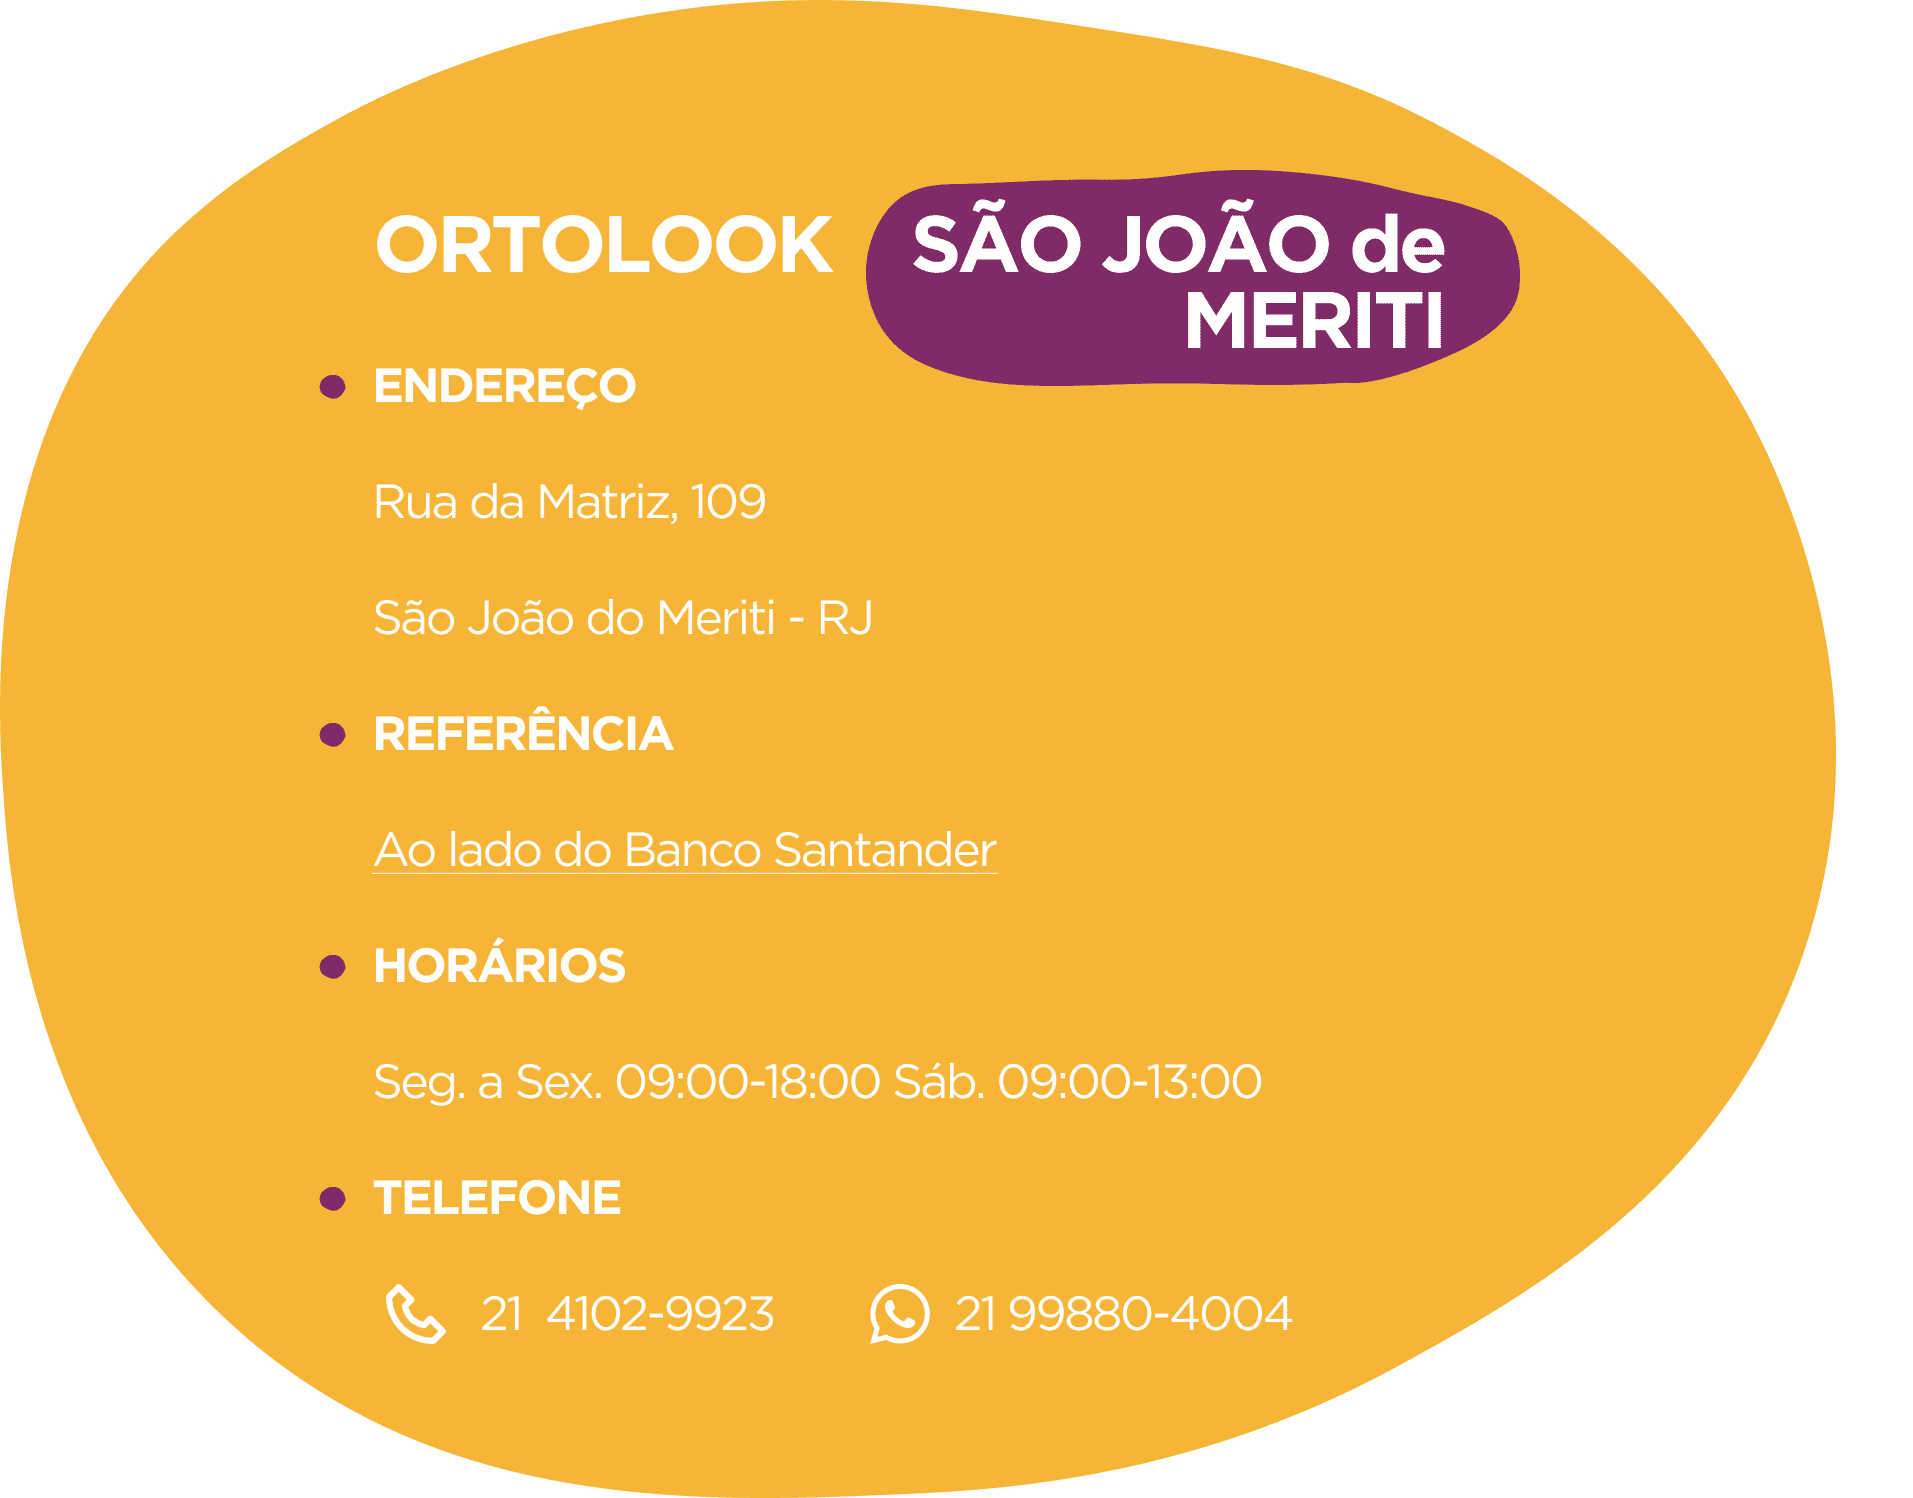 ORTOLOOK SÃO JOÃO de
MERITI
ENDEREÇO
Rua da Matriz, 109
São João do Meriti - RJ
REFERÊNCIA
Ao lado do Banco Santander
HORÁRIOS
Seg. a Sex. 09:00-18:00 Sáb. 09:00-13:00
TELEFONE
21 4102-9923 21 99880-4004